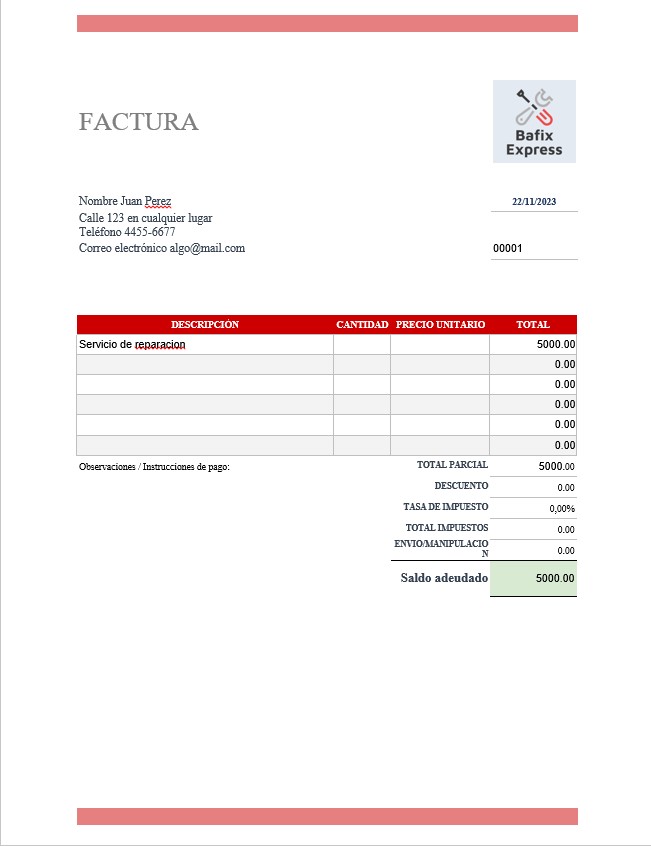 FACTURA
Bafix
Express
Nombre Juan Perez
22/11/2023
Calle 123 en cualquier lugar
Teléfono 4455-6677
Correo electrónico algo@mail.com
00001
DESCRIPCIÓN CANTIDAD PRECIO UNITARIO TOTAL
Servicio de reparacion 5000.00
0.00
0.00
0.00
0.00
0.00
Observaciones / Instrucciones de pago:
TOTAL PARCIAL 5000.00
DESCUENTO 0.00
TASA DE IMPUESTO 0,00%
TOTAL IMPUESTOS 0.00
ENVIO/MANIPULACIO
N 0.00
Saldo adeudado 5000.00